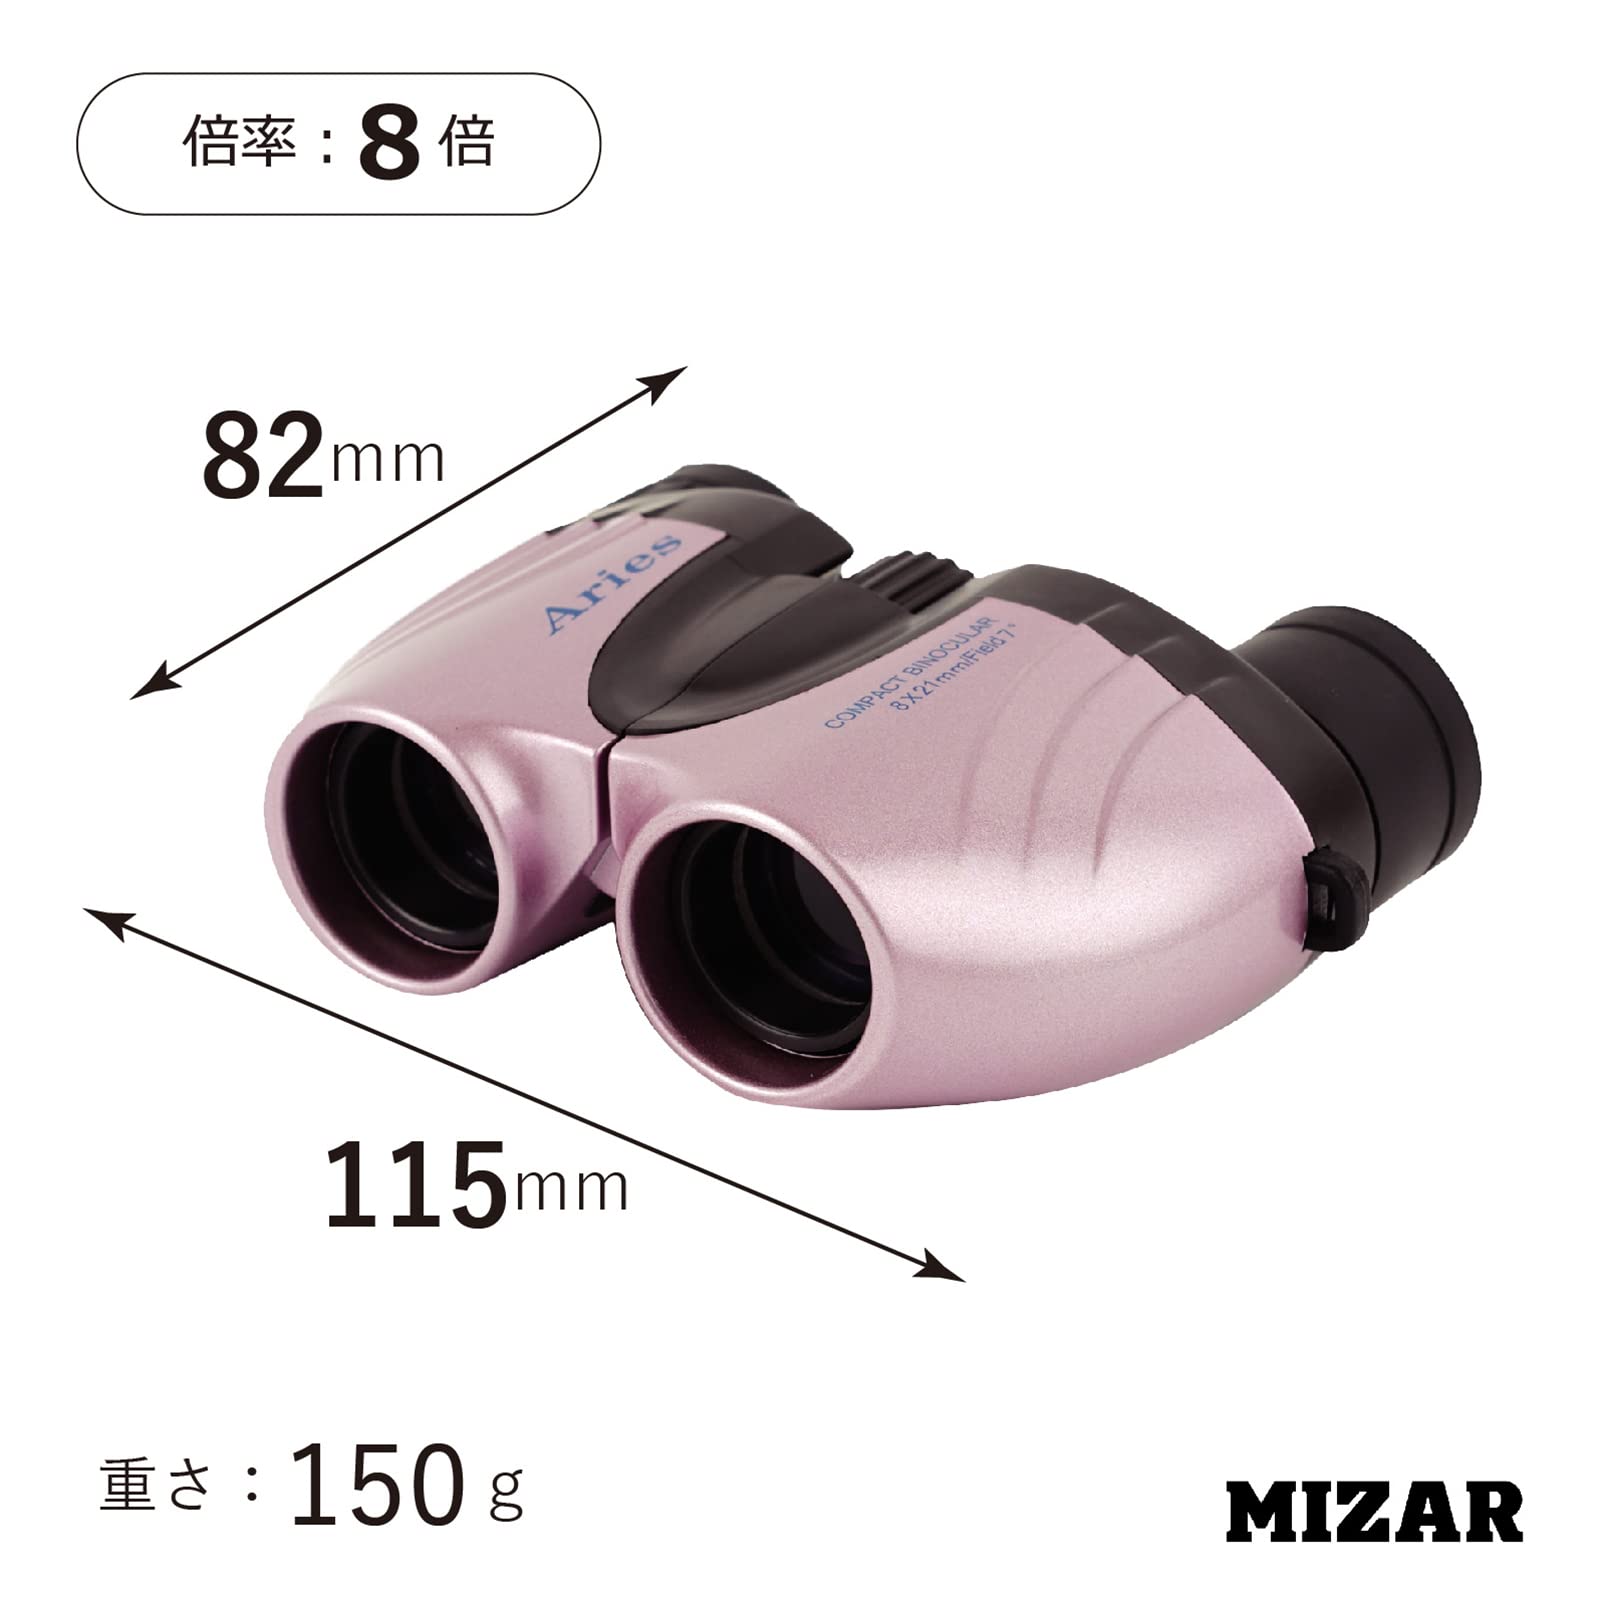 倍率：8倍
82mm
Aries
COMPACT BINOCULAR
8X21mm/Field 7°
115mm
重さ：150g
MIZAR